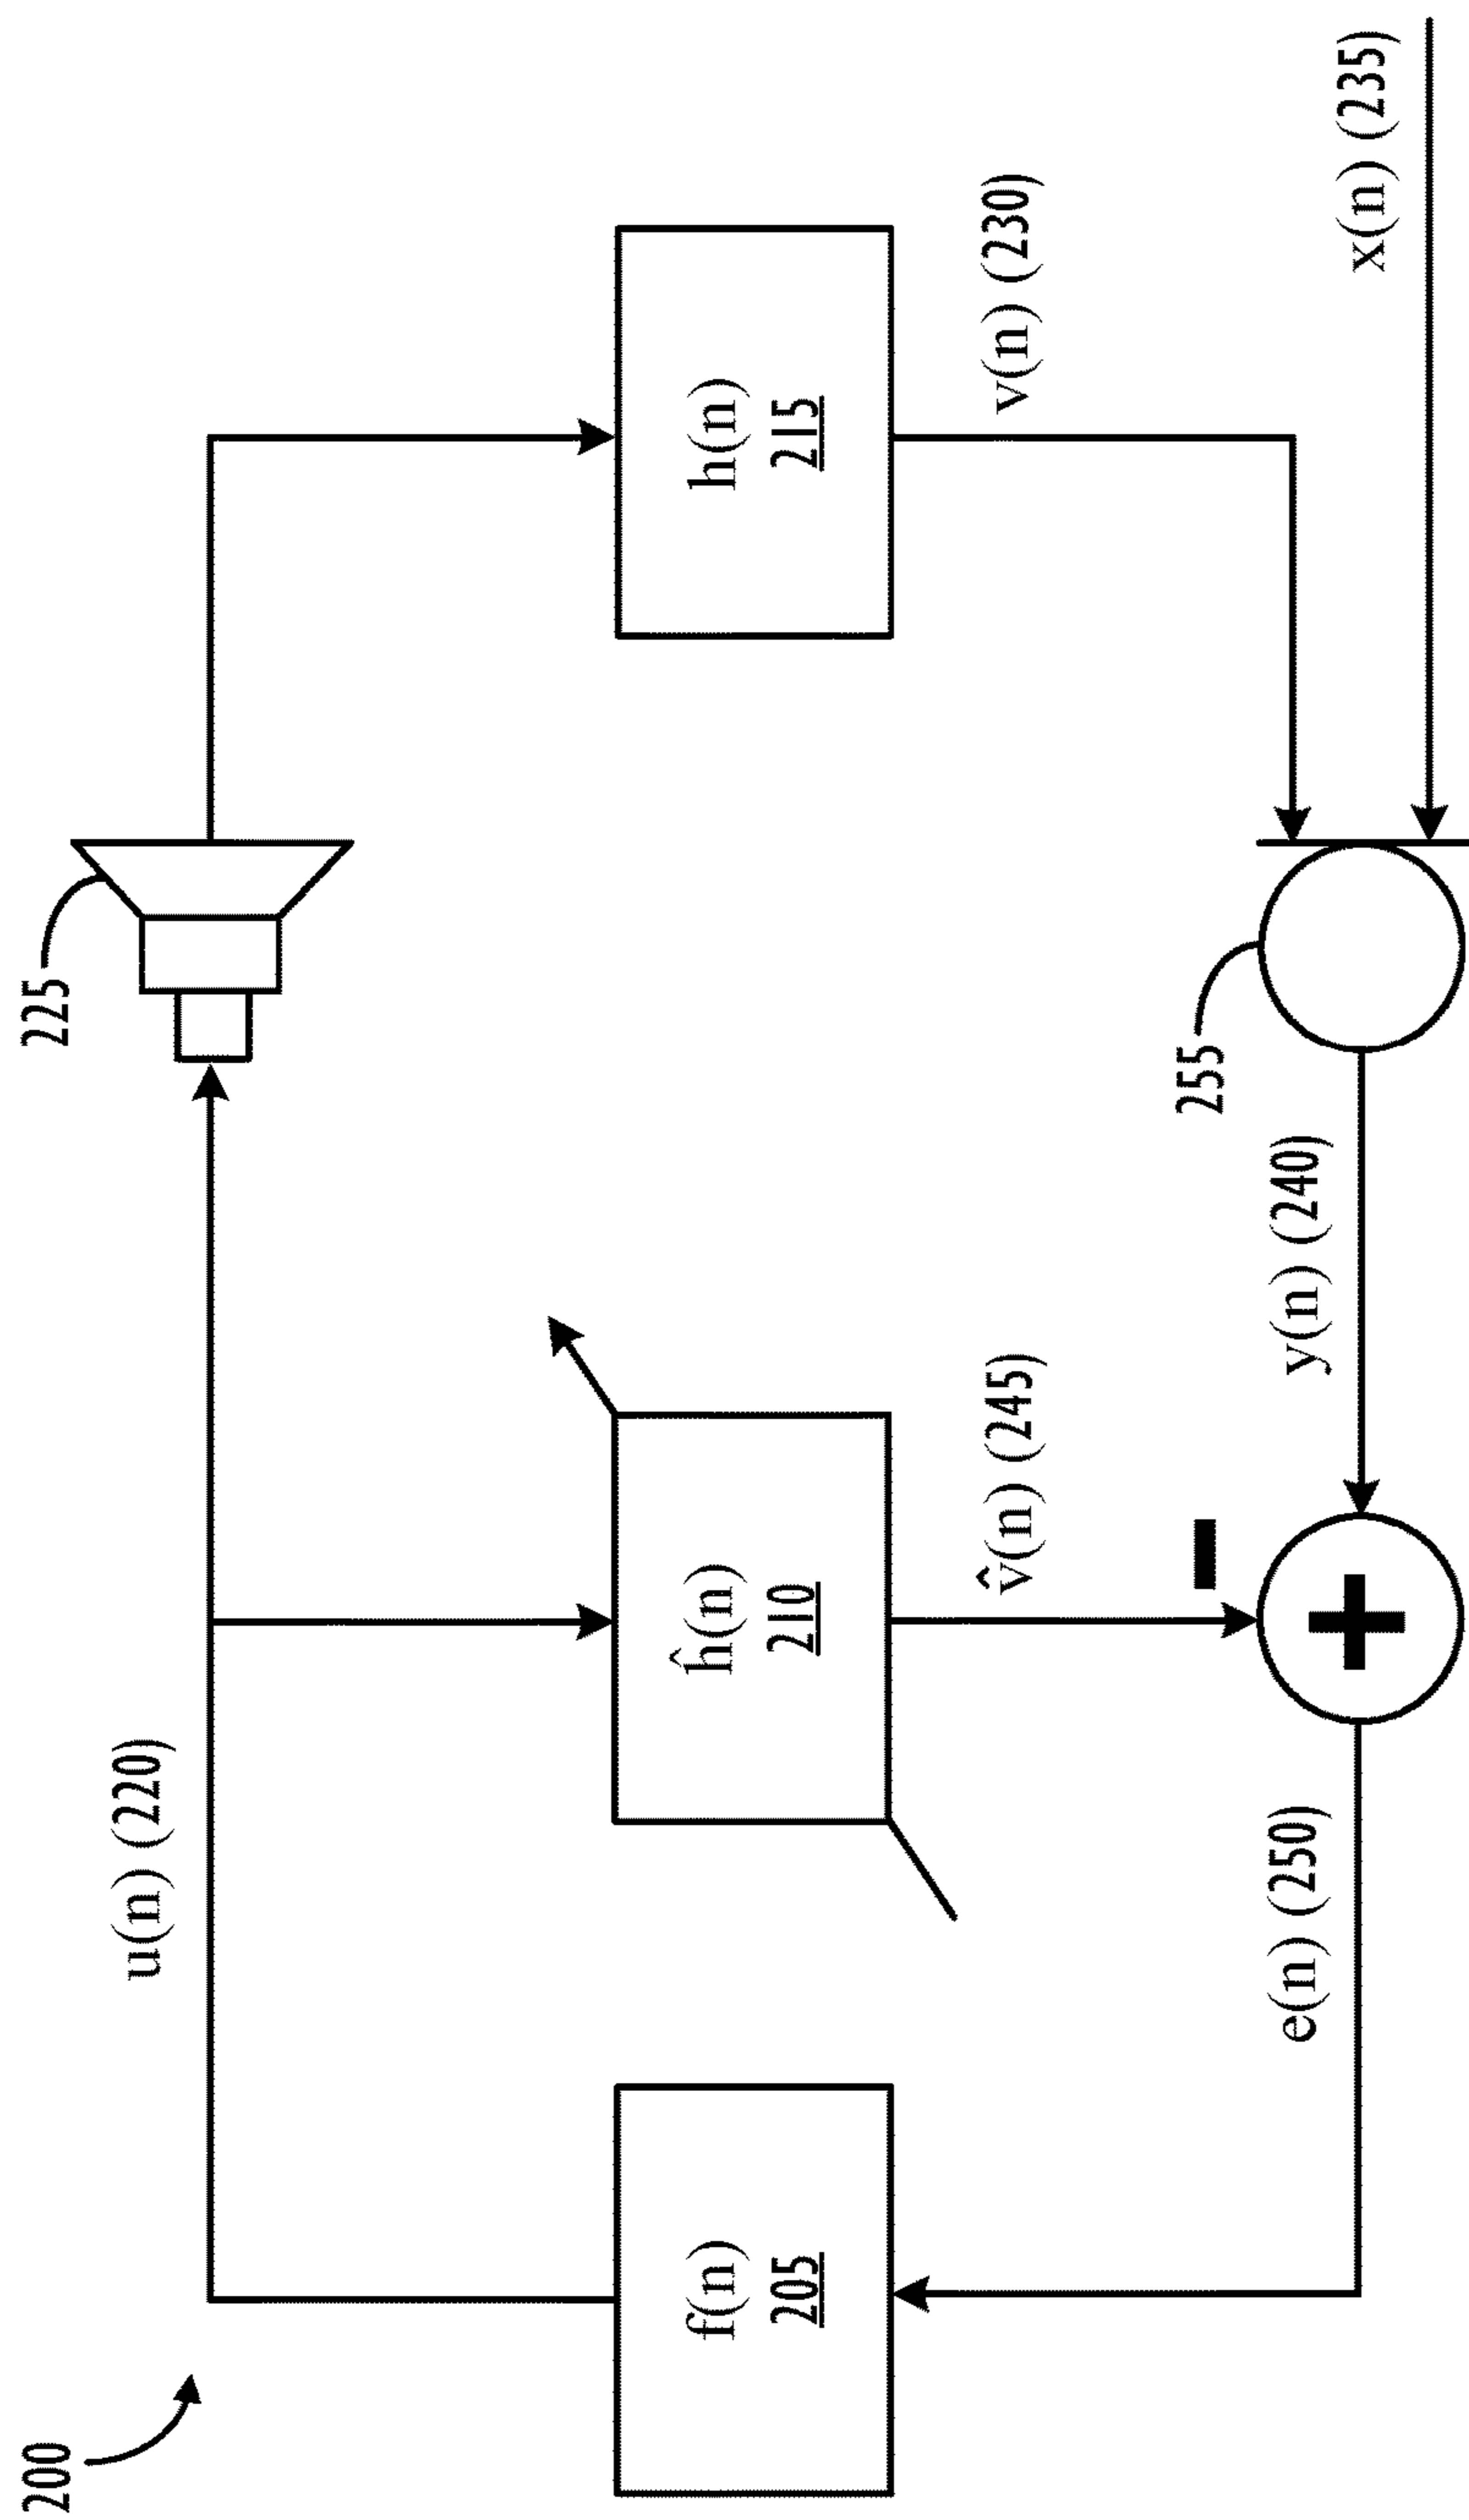 200
u(n) (220)
225
f(n)
205
ĥ(n)
210
h(n)
215
v̂(n) (245)
v(n) (230)
255
e(n) (250)
+
−
y(n) (240)
x(n) (235)